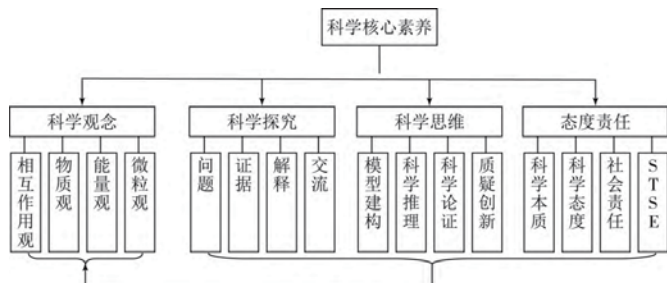 科学核心素养
科学观念
科学探究
科学思维
态度责任
相互作用观
物质观
能量观
微粒观
问题
证据
解释
交流
模型建构
科学推理
科学论证
质疑创新
科学本质
科学态度
社会责任
STSE